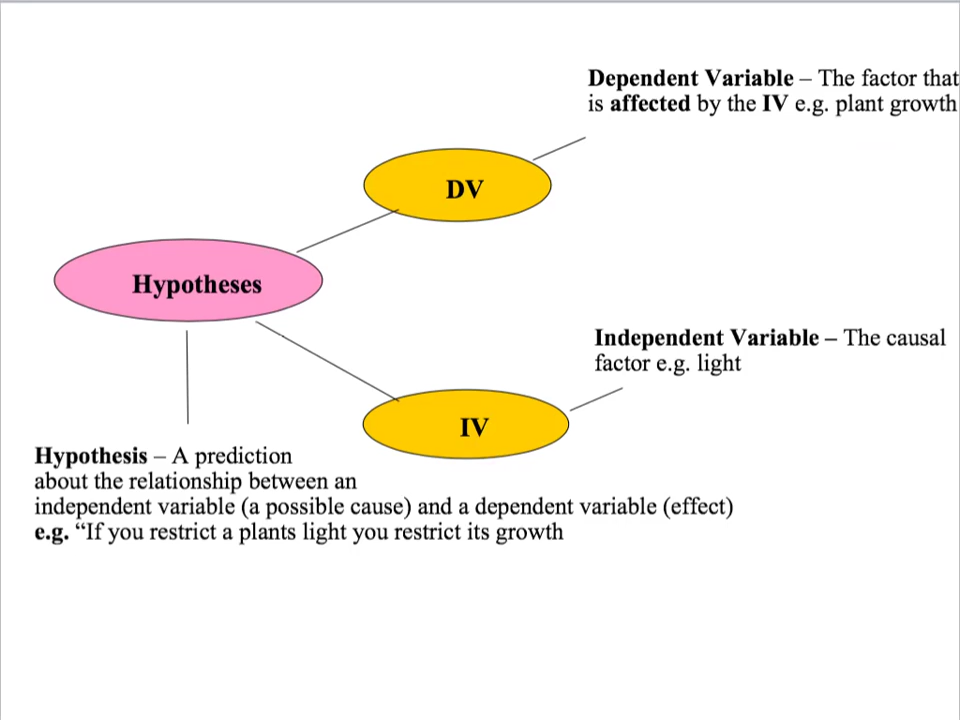 Dependent Variable – The factor that
is affected by the IV e.g. plant growth
DV
Hypotheses
Independent Variable – The causal
factor e.g. light
IV
Hypothesis – A prediction
about the relationship between an
independent variable (a possible cause) and a dependent variable (effect)
e.g. “If you restrict a plants light you restrict its growth